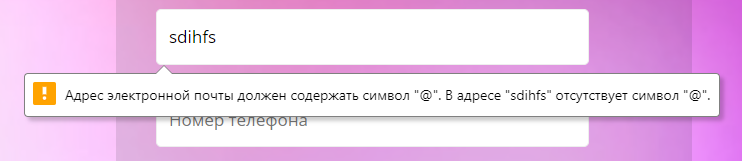 sdihfs
Адрес электронной почты должен содержать символ "@". В адресе "sdihfs" отсутствует символ "@".
Номер телефона